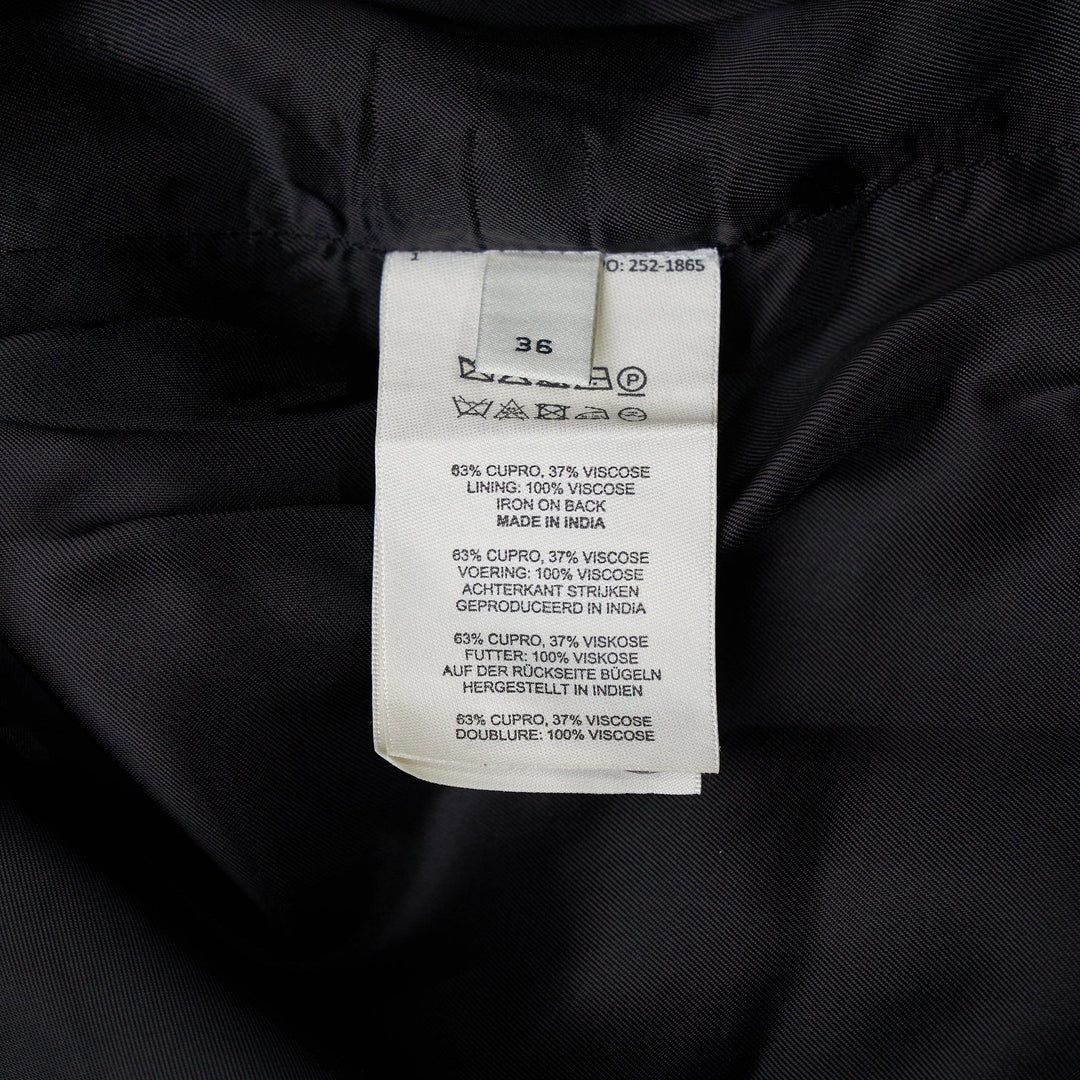 PO: 252-1865
36
P
63% CUPRO, 37% VISCOSE
LINING: 100% VISCOSE
IRON ON BACK
MADE IN INDIA
63% CUPRO, 37% VISCOSE
VOERING: 100% VISCOSE
ACHTERKANT STRIJKEN
GEPRODUCEERD IN INDIA
63% CUPRO, 37% VISKOSE
FUTTER: 100% VISKOSE
AUF DER RÜCKSEITE BÜGELN
HERGESTELLT IN INDIEN
63% CUPRO, 37% VISCOSE
DOUBLURE: 100% VISCOSE